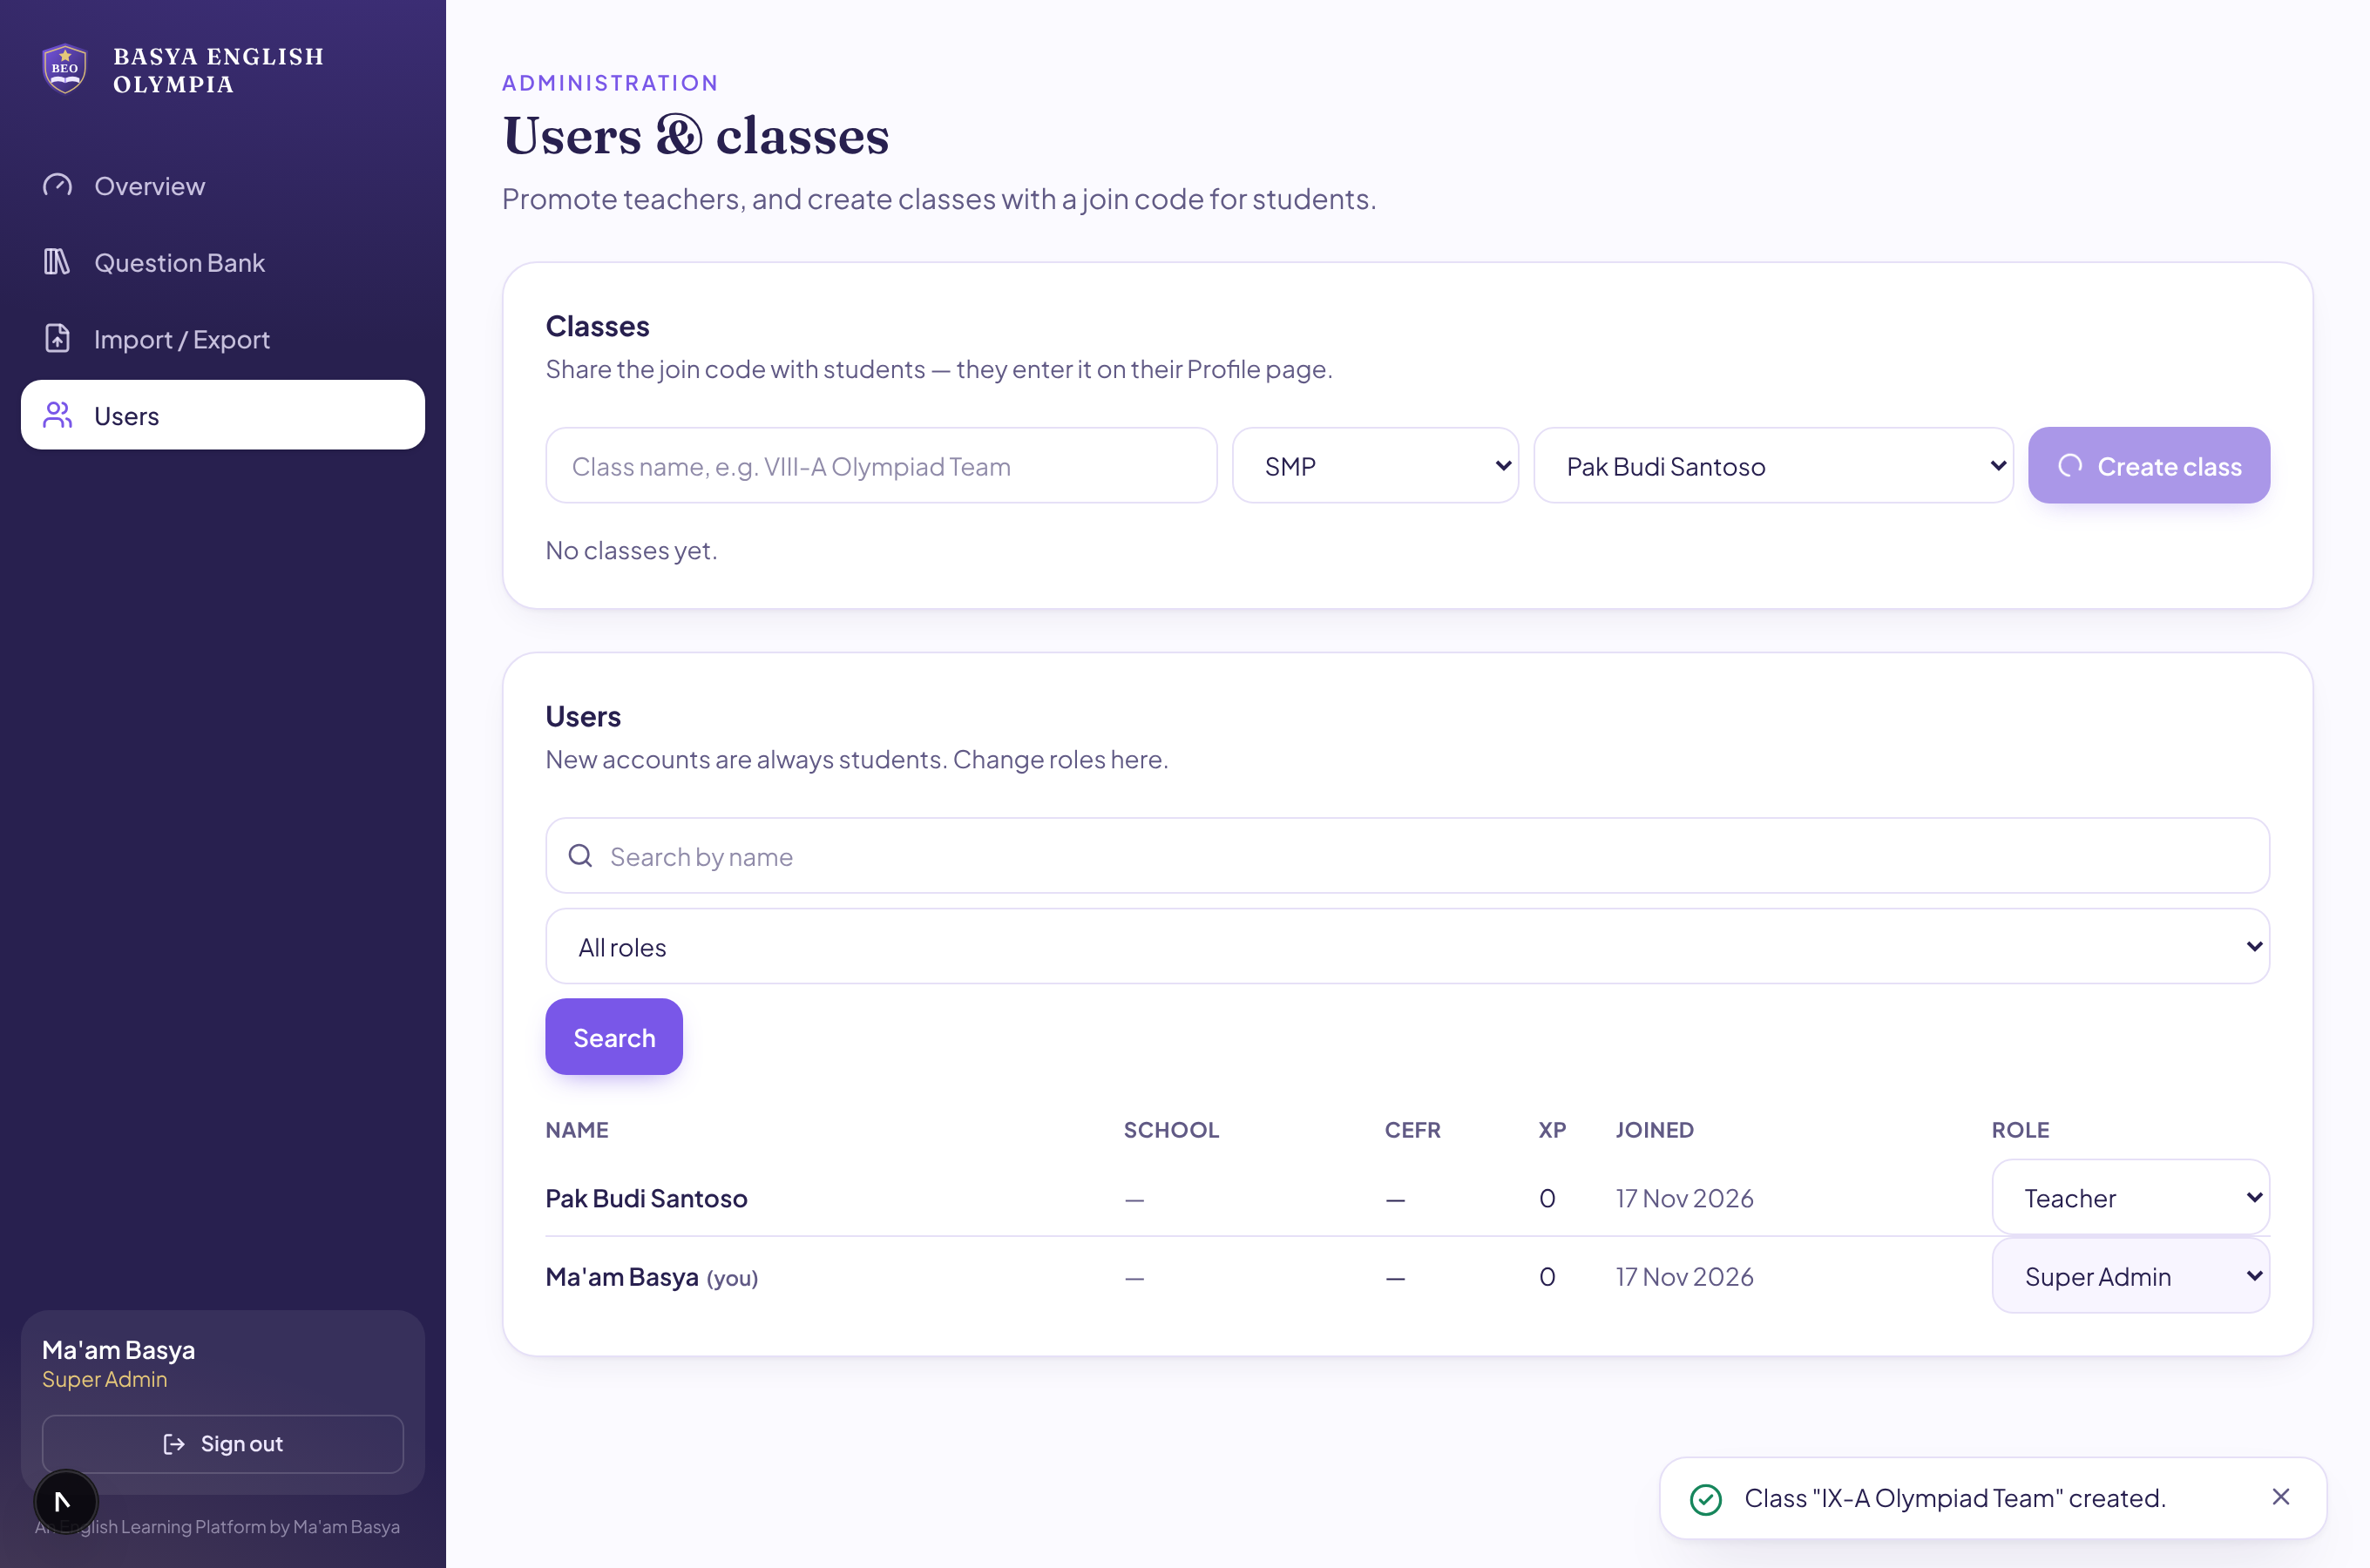 BEO
BASYA ENGLISH
OLYMPIA
Overview
Question Bank
Import / Export
Users
Ma'am Basya
Super Admin
Sign out
An English Learning Platform by Ma'am Basya
ADMINISTRATION
Users & classes
Promote teachers, and create classes with a join code for students.
Classes
Share the join code with students — they enter it on their Profile page.
Class name, e.g. VIII-A Olympiad Team SMP Pak Budi Santoso Create class
No classes yet.
Users
New accounts are always students. Change roles here.
Search by name
All roles
Search
NAME SCHOOL CEFR XP JOINED ROLE
Pak Budi Santoso — — 0 17 Nov 2026 Teacher
Ma'am Basya (you) — — 0 17 Nov 2026 Super Admin
Class "IX-A Olympiad Team" created.